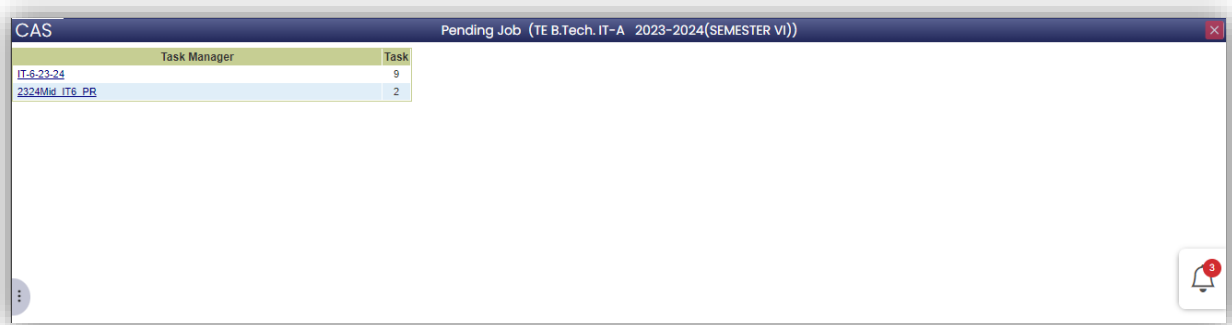 CAS Pending Job (TE B.Tech. IT-A 2023-2024(SEMESTER VI))
Task Manager Task
IT-6-23-24 9
2324Mid_IT6_PR 2
3